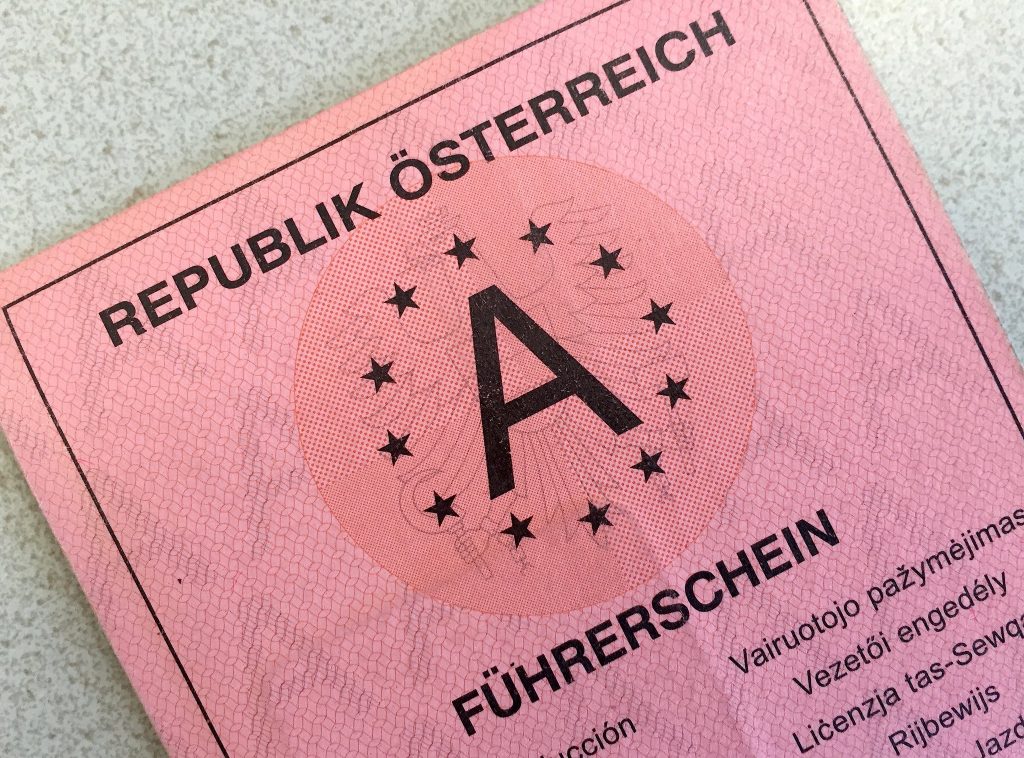 REPUBLIK ÖSTERREICH
A
FÜHRERSCHEIN
Vairuotojo pažymėjimas
Vezetői engedély
Liċenzja tas-Sewqa
Rijbewijs